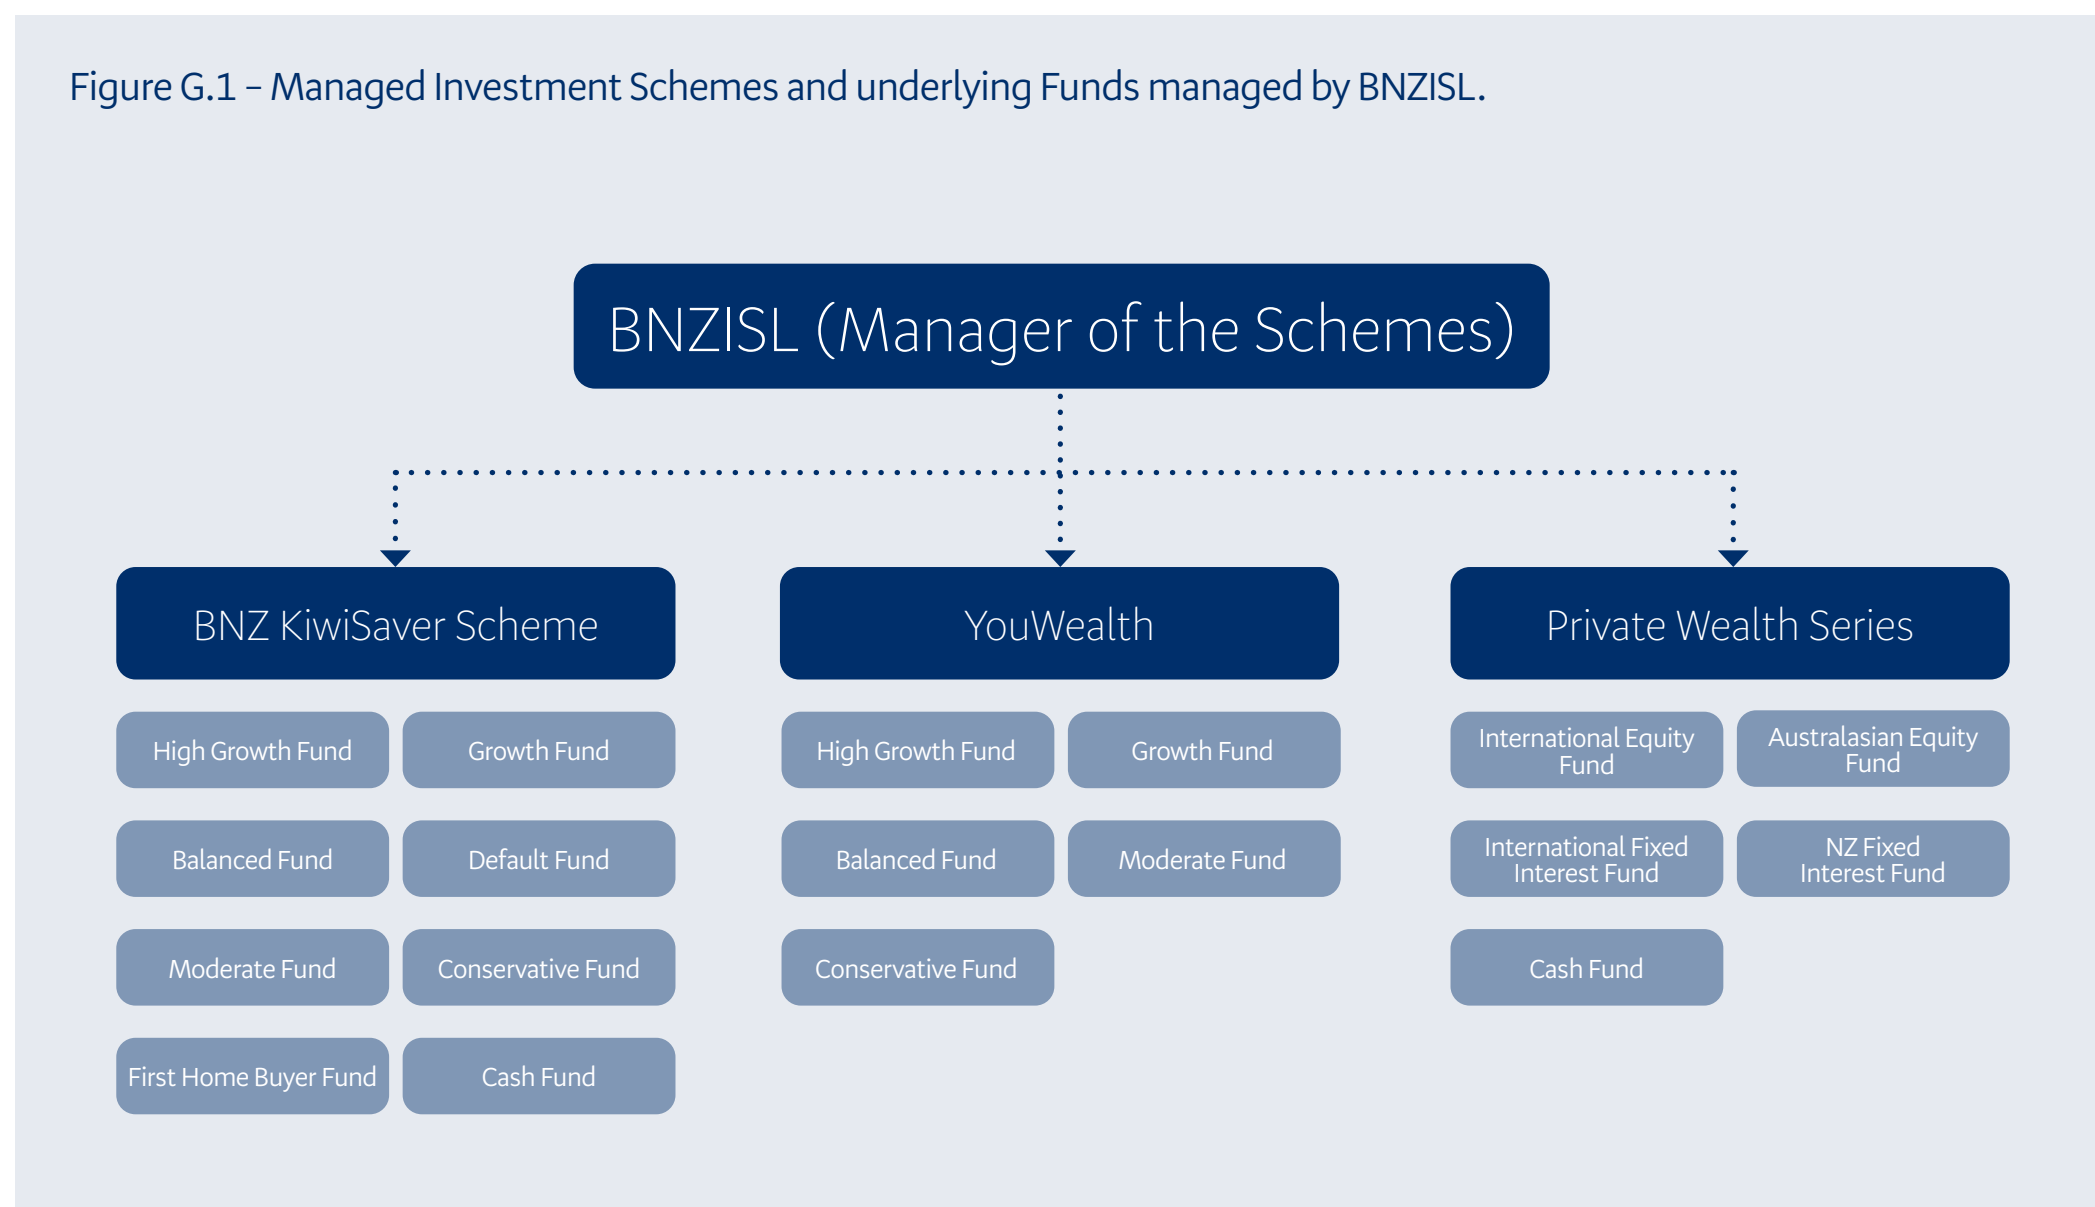 Figure G.1 – Managed Investment Schemes and underlying Funds managed by BNZISL.
BNZISL (Manager of the Schemes)
BNZ KiwiSaver Scheme
High Growth Fund
Growth Fund
Balanced Fund
Default Fund
Moderate Fund
Conservative Fund
First Home Buyer Fund
Cash Fund
YouWealth
High Growth Fund
Growth Fund
Balanced Fund
Moderate Fund
Conservative Fund
Private Wealth Series
International Equity
Fund
Australasian Equity
Fund
International Fixed
Interest Fund
NZ Fixed
Interest Fund
Cash Fund